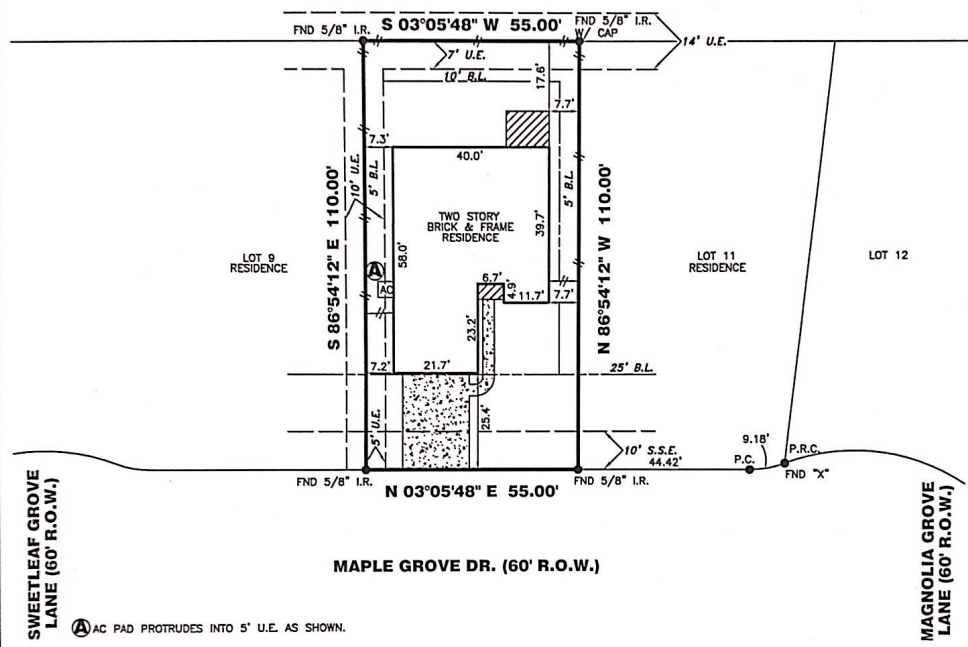 S 03°05'48" W 55.00'
FND 5/8" I.R.
FND 5/8" I.R.
W/ CAP
14' U.E.
7' U.E.
10' B.L.
17.6'
7.7'
7.3'
40.0'
10' U.E.
5' B.L.
5' B.L.
S 86°54'12" E 110.00'
N 86°54'12" W 110.00'
TWO STORY
BRICK & FRAME
RESIDENCE
39.7'
58.0'
LOT 9
RESIDENCE
LOT 11
RESIDENCE
LOT 12
A
AC
6.7'
4.9'
11.7'
7.7'
23.2'
7.2'
21.7'
25' B.L.
25.4'
5' U.E.
10' S.S.E.
44.42'
9.18'
P.C.
P.R.C.
FND "X"
FND 5/8" I.R.
FND 5/8" I.R.
N 03°05'48" E 55.00'
SWEETLEAF GROVE
LANE (60' R.O.W.)
MAPLE GROVE DR. (60' R.O.W.)
MAGNOLIA GROVE
LANE (60' R.O.W.)
A AC PAD PROTRUDES INTO 5' U.E. AS SHOWN.